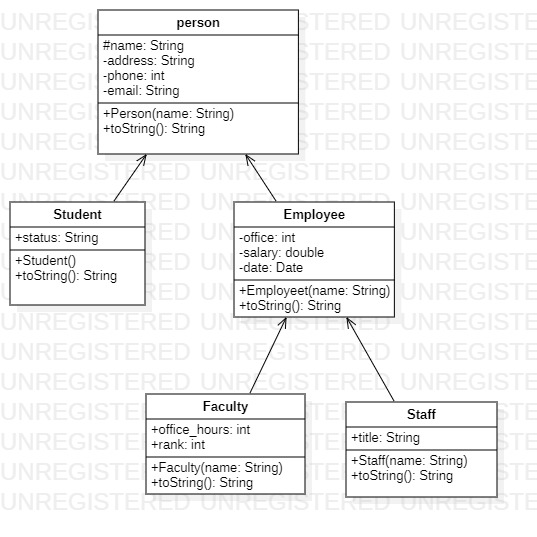 person
#name: String
-address: String
-phone: int
-email: String
+Person(name: String)
+toString(): String
Student
+status: String
+Student()
+toString(): String
Employee
-office: int
-salary: double
-date: Date
+Employeet(name: String)
+toString(): String
Faculty
+office_hours: int
+rank: int
+Faculty(name: String)
+toString(): String
Staff
+title: String
+Staff(name: String)
+toString(): String
UNREGISTERED